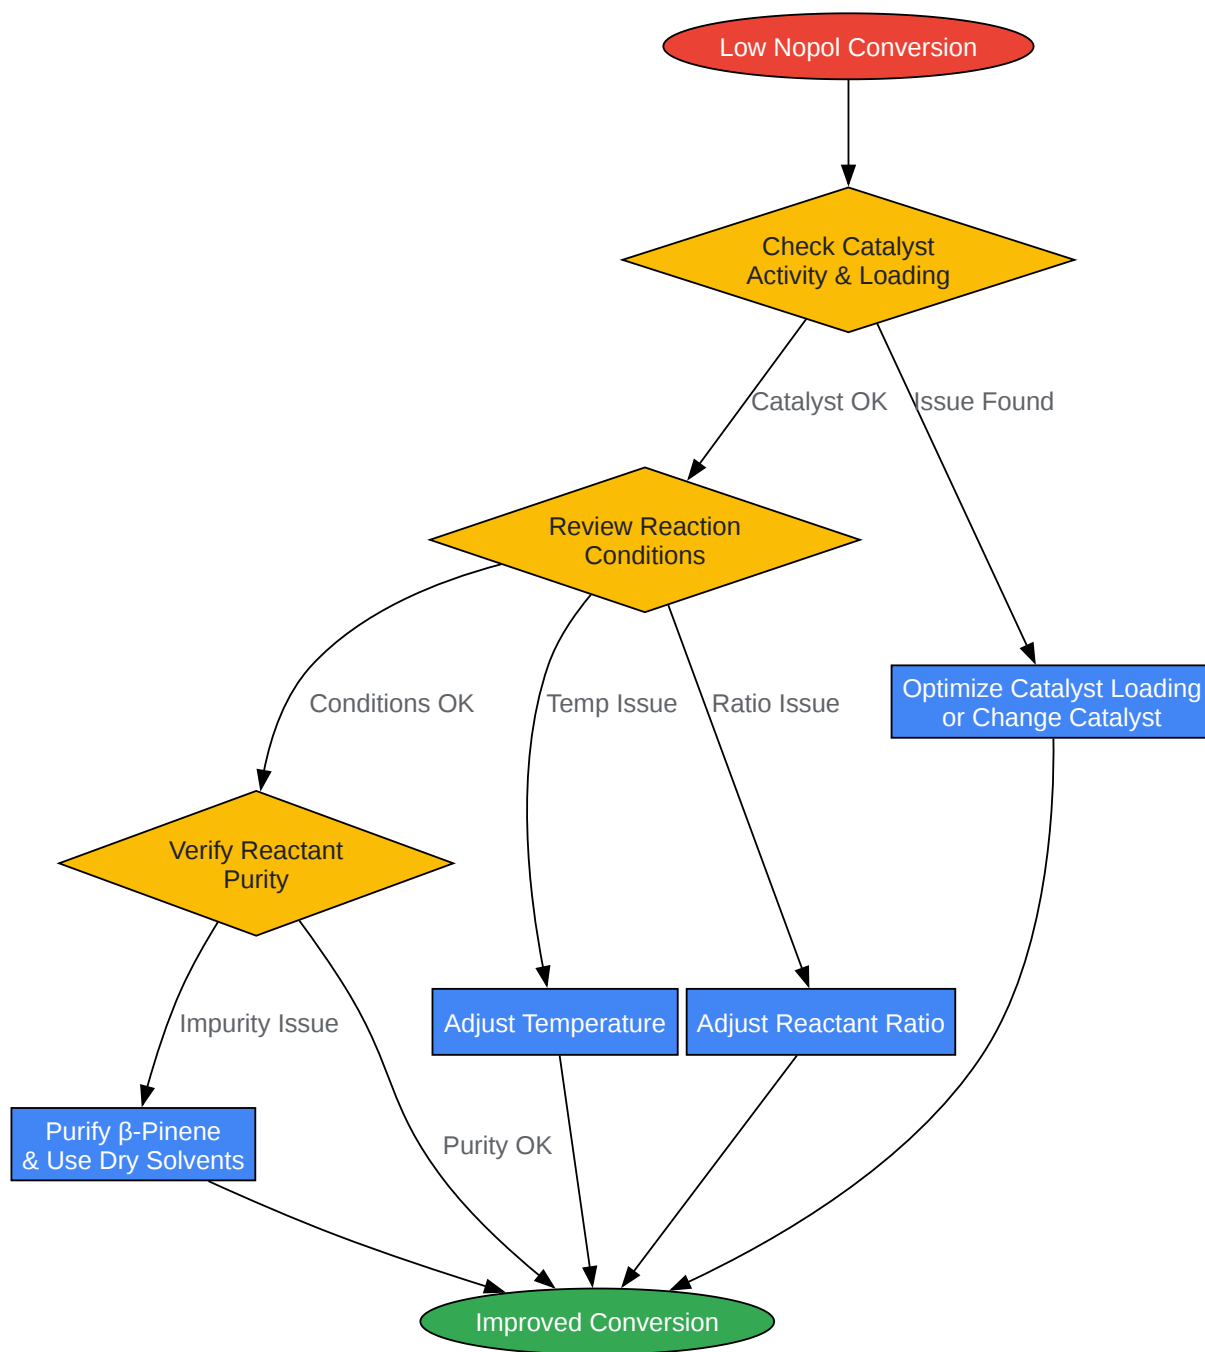 Low Nopol Conversion
Check Catalyst
Activity & Loading
Catalyst OK
Issue Found
Review Reaction
Conditions
Optimize Catalyst Loading
or Change Catalyst
Conditions OK
Temp Issue
Ratio Issue
Verify Reactant
Purity
Impurity Issue
Adjust Temperature
Adjust Reactant Ratio
Purify β-Pinene
& Use Dry Solvents
Purity OK
Improved Conversion